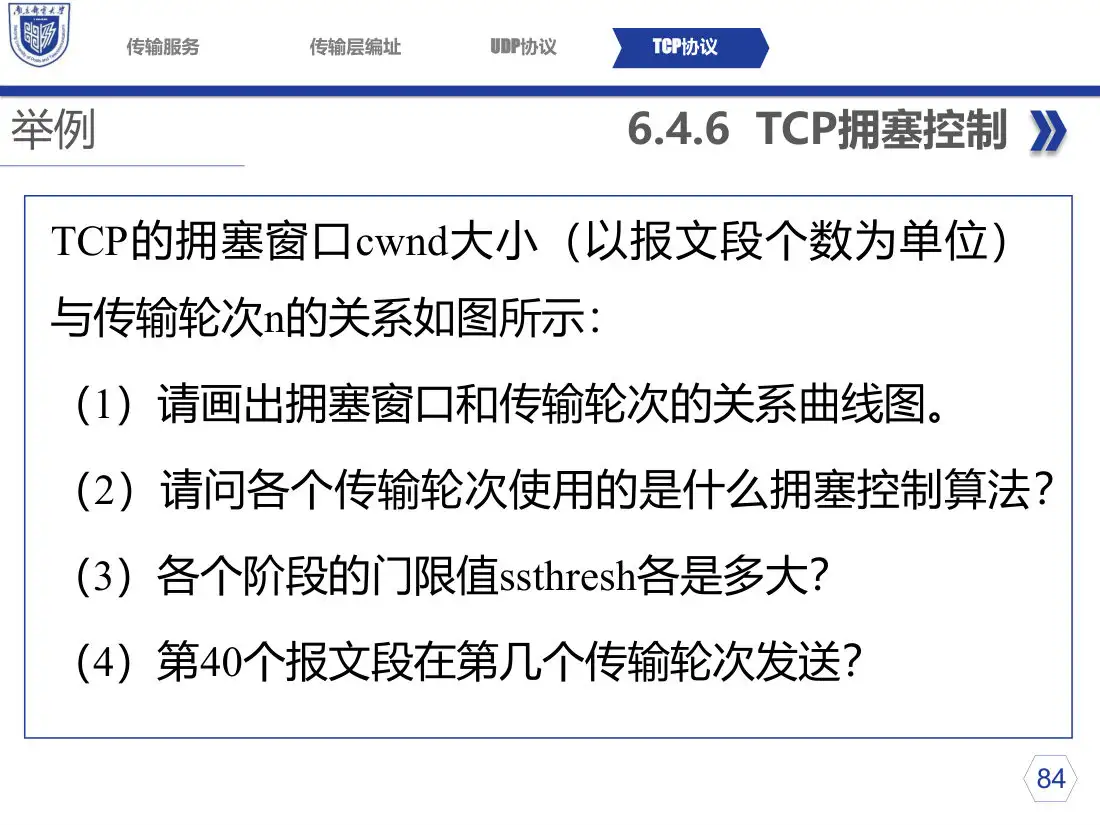 南京邮电大学
传输服务
传输层编址
UDP协议
TCP协议
举例
6.4.6 TCP拥塞控制
TCP的拥塞窗口cwnd大小（以报文段个数为单位）
与传输轮次n的关系如图所示：
（1）请画出拥塞窗口和传输轮次的关系曲线图。
（2）请问各个传输轮次使用的是什么拥塞控制算法？
（3）各个阶段的门限值ssthresh各是多大？
（4）第40个报文段在第几个传输轮次发送？
84